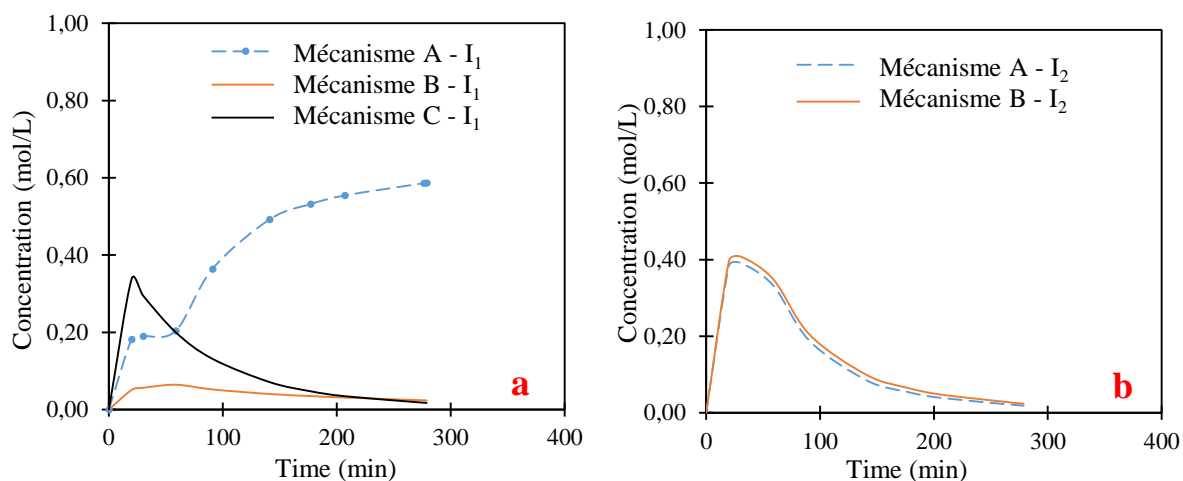 1,00
0,80
0,60
0,40
0,20
0,00
Concentration (mol/L)
Mécanisme A - I₁
Mécanisme B - I₁
Mécanisme C - I₁
a
0 100 200 300 400
Time (min)
1,00
0,80
0,60
0,40
0,20
0,00
Concentration (mol/L)
Mécanisme A - I₂
Mécanisme B - I₂
b
0 100 200 300 400
Time (min)